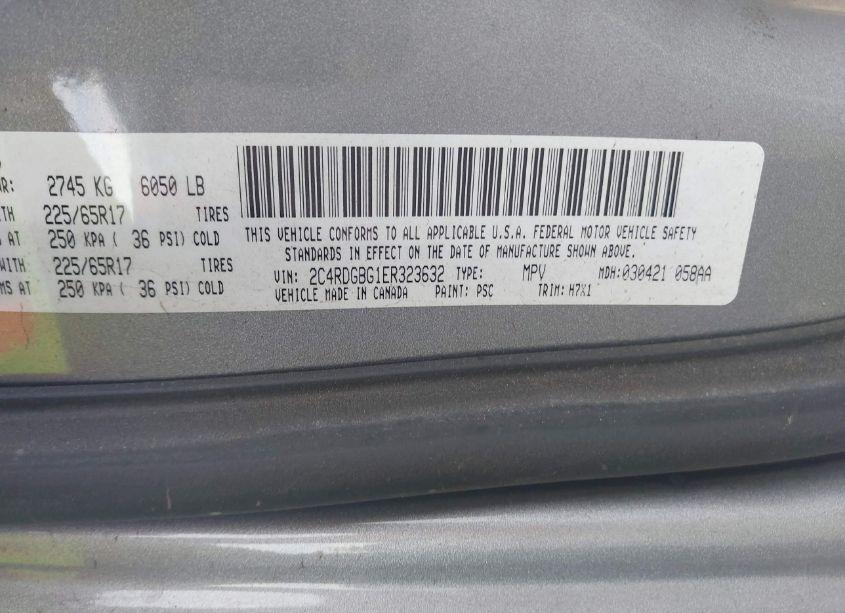 R: 2745 KG 6050 LB
TH 225/65R17 TIRES
S AT 250 KPA ( 36 PSI) COLD
WITH 225/65R17 TIRES
MS AT 250 KPA ( 36 PSI) COLD
THIS VEHICLE CONFORMS TO ALL APPLICABLE U.S.A. FEDERAL MOTOR VEHICLE SAFETY
STANDARDS IN EFFECT ON THE DATE OF MANUFACTURE SHOWN ABOVE.
VIN: 2C4RDGBG1ER323632 TYPE: MPV MDH:030421 058AA
VEHICLE MADE IN CANADA PAINT: PSC TRIM: H7X1